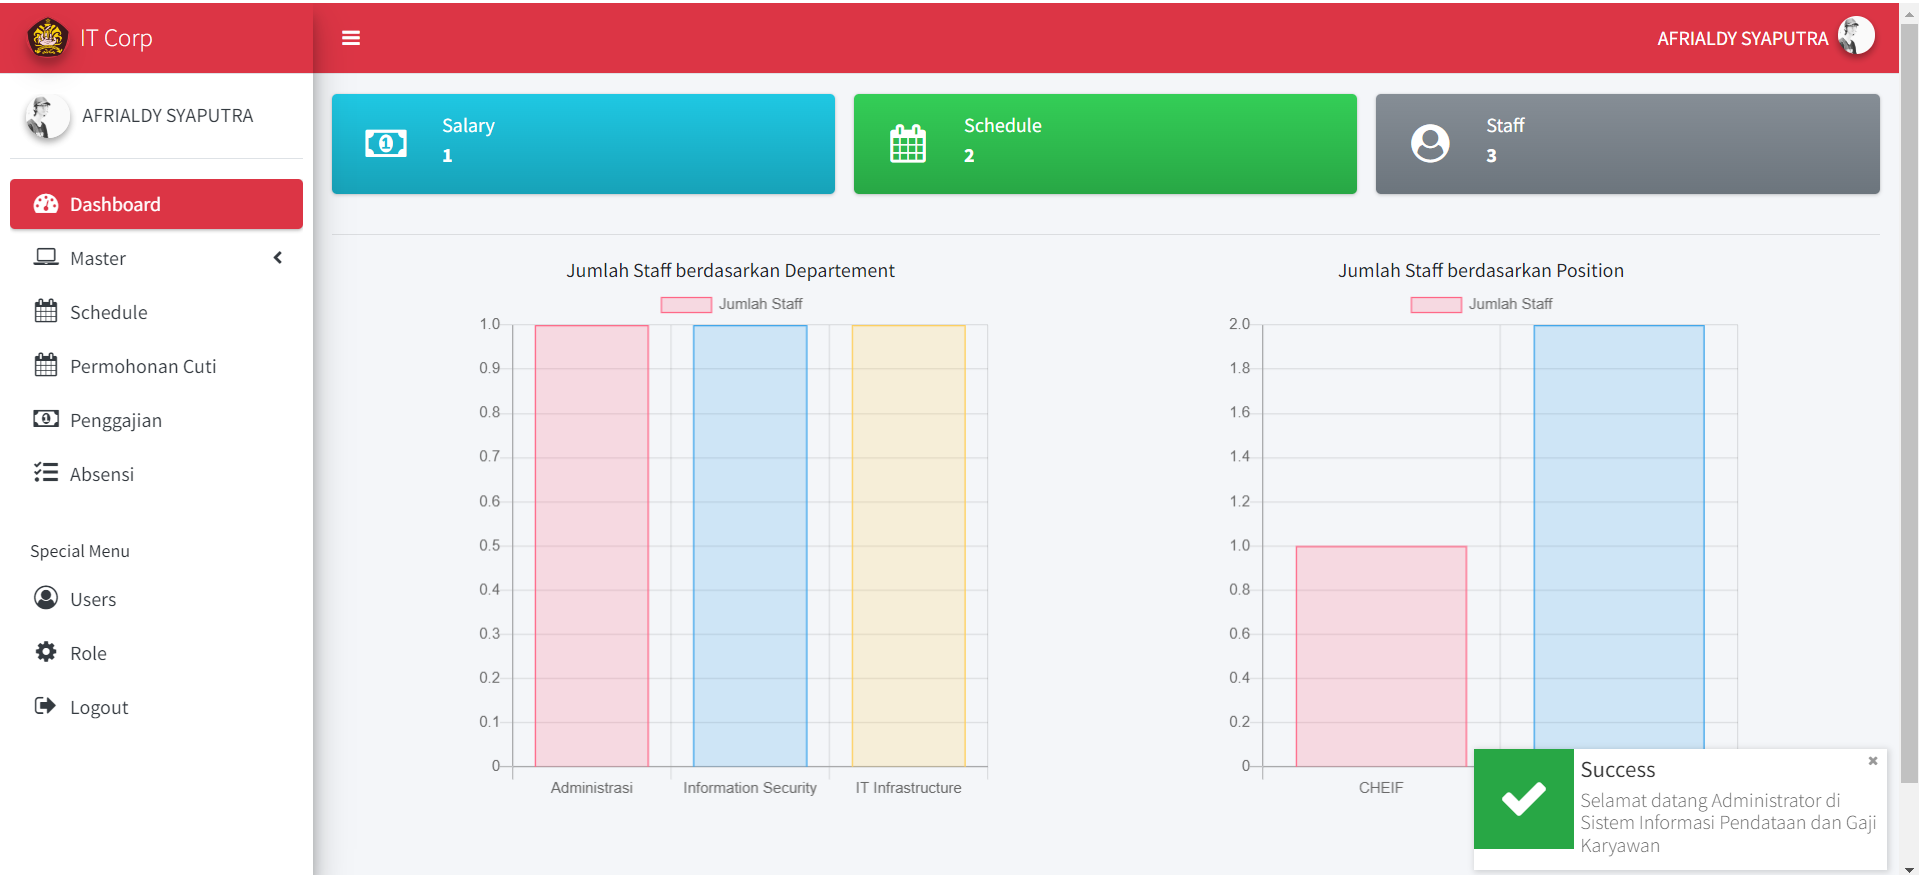 IT Corp
AFRIALDY SYAPUTRA
AFRIALDY SYAPUTRA
Dashboard
Master
Schedule
Permohonan Cuti
Penggajian
Absensi
Special Menu
Users
Role
Logout
Salary
1
Schedule
2
Staff
3
Jumlah Staff berdasarkan Departement
Jumlah Staff
1.0
0.9
0.8
0.7
0.6
0.5
0.4
0.3
0.2
0.1
0
Administrasi Information Security IT Infrastructure
Jumlah Staff berdasarkan Position
Jumlah Staff
2.0
1.8
1.6
1.4
1.2
1.0
0.8
0.6
0.4
0.2
0
CHEIF
Success
Selamat datang Administrator di
Sistem Informasi Pendataan dan Gaji
Karyawan